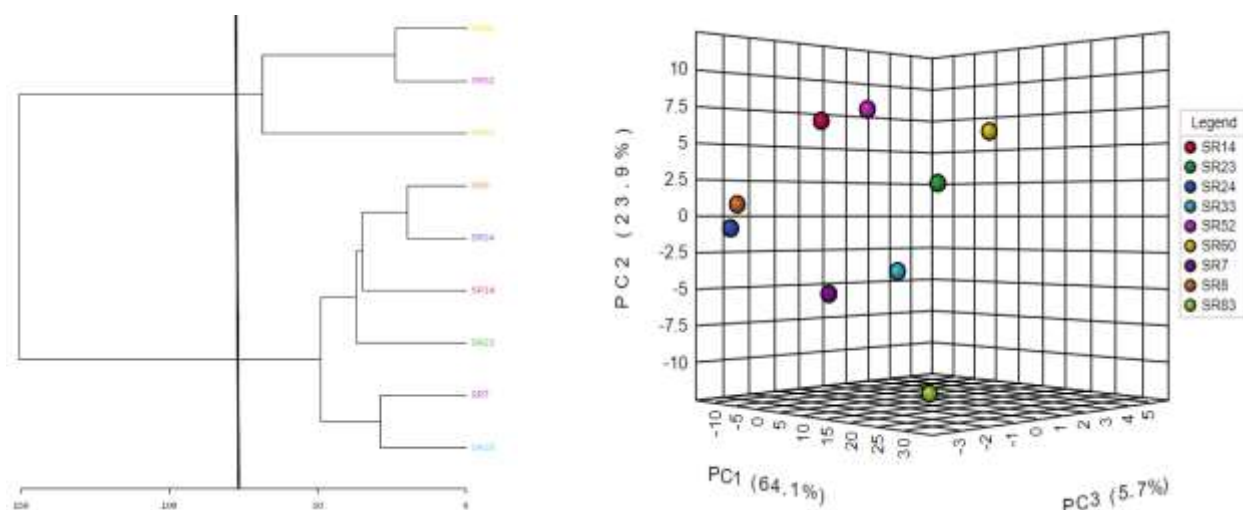 SR52
SR24
SR14
SR23
SR7
-100
0
PC2 (23.9%)
10
7.5
5
2.5
0
-2.5
-5
-7.5
-10
-10
-5
0
5
10
15
20
25
30
PC1 (64.1%)
-3
-2
-1
0
1
2
3
4
5
PC3 (5.7%)
Legend
SR14
SR23
SR24
SR33
SR52
SR60
SR7
SR8
SR83